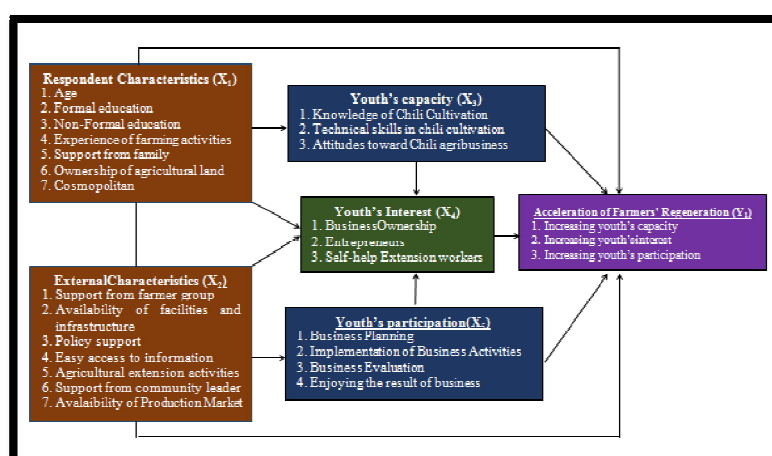 Respondent Characteristics (X1)
1. Age
2. Formal education
3. Non-Formal education
4. Experience of farming activities
5. Support from family
6. Ownership of agricultural land
7. Cosmopolitan
Youth's capacity (X3)
1. Knowledge of Chili Cultivation
2. Technical skills in chili cultivation
3. Attitudes toward Chili agribusiness
Youth's Interest (X4)
1. Business Ownership
2. Entrepreneurs
3. Self-help Extension workers
Acceleration of Farmers' Regeneration (Y1)
1. Increasing youth's capacity
2. Increasing youth'sinterest
3. Increasing youth's participation
ExternalCharacteristics (X2)
1. Support from farmer group
2. Availability of facilities and
infrastructure
3. Policy support
4. Easy access to information
5. Agricultural extension activities
6. Support from community leader
7. Avalaibility of Production Market
Youth's participation(X
1. Business Planning
2. Implementation of Business Activities
3. Business Evaluation
4. Enjoying the result of business